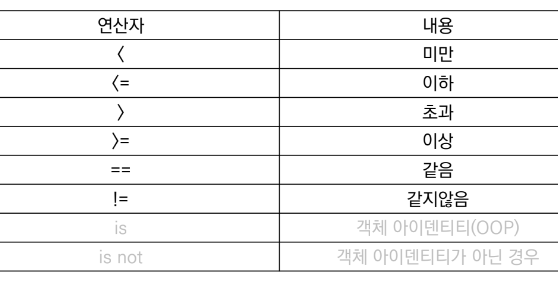 연산자 내용
< 미만
<= 이하
> 초과
>= 이상
== 같음
!= 같지않음
is 객체 아이덴티티(OOP)
is not 객체 아이덴티티가 아닌 경우